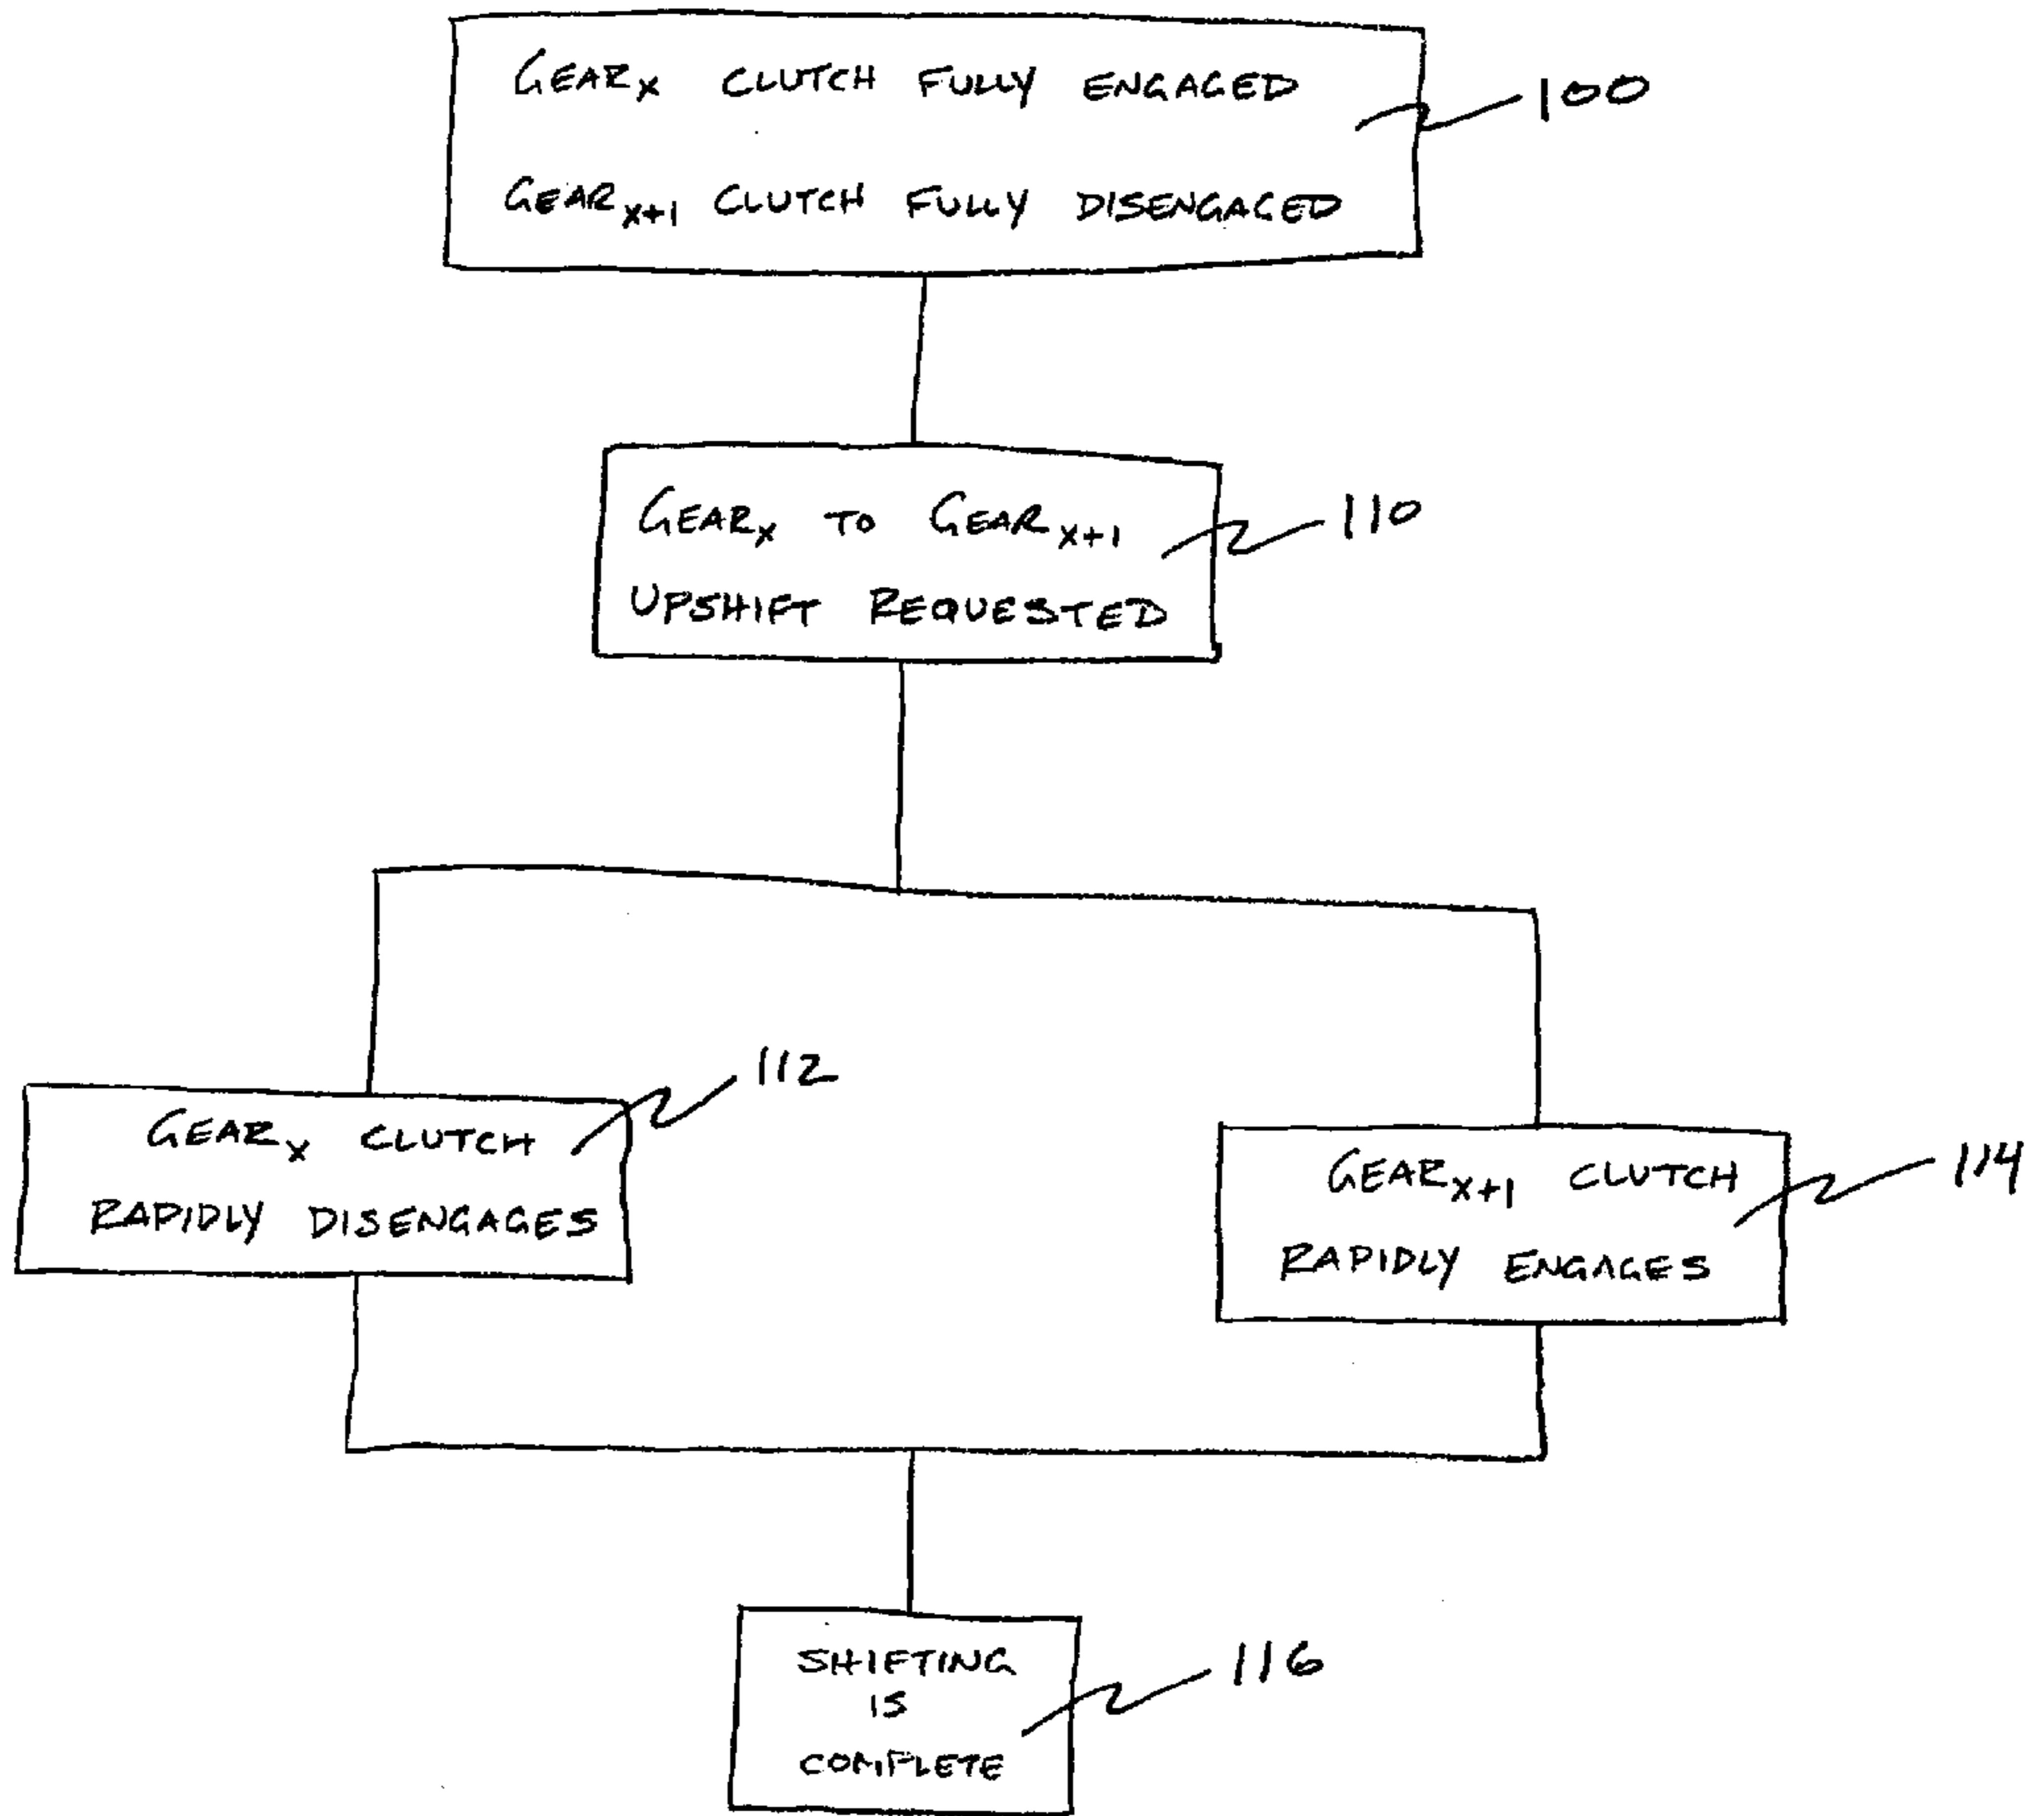 GEARx CLUTCH FULLY ENGAGED
100
GEARx+1 CLUTCH FULLY DISENGAGED
GEARx TO GEARx+1
110
UPSHIFT REQUESTED
112
GEARx CLUTCH
RAPIDLY DISENGAGES
GEARx+1 CLUTCH
114
RAPIDLY ENGAGES
SHIFTING
116
IS
COMPLETE